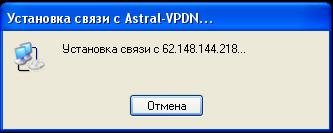 Установка связи с Astral-VPDN...
Установка связи с 62.148.144.218...
Отмена